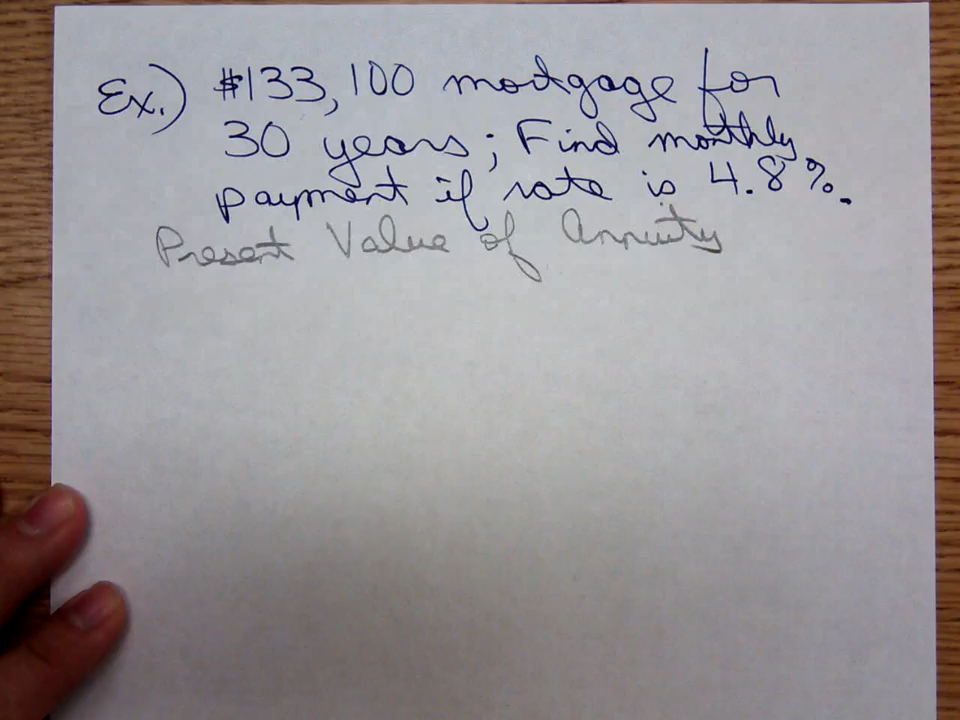 Ex.) $133,100 mortgage for
30 years; Find monthly
payment if rate is 4.8%.
Present Value of Annuity